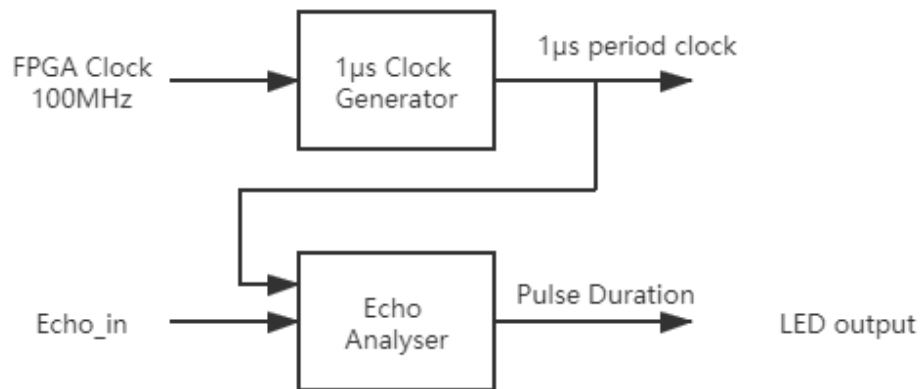 FPGA Clock
100MHz
1μs Clock
Generator
1μs period clock
Echo_in
Echo
Analyser
Pulse Duration
LED output